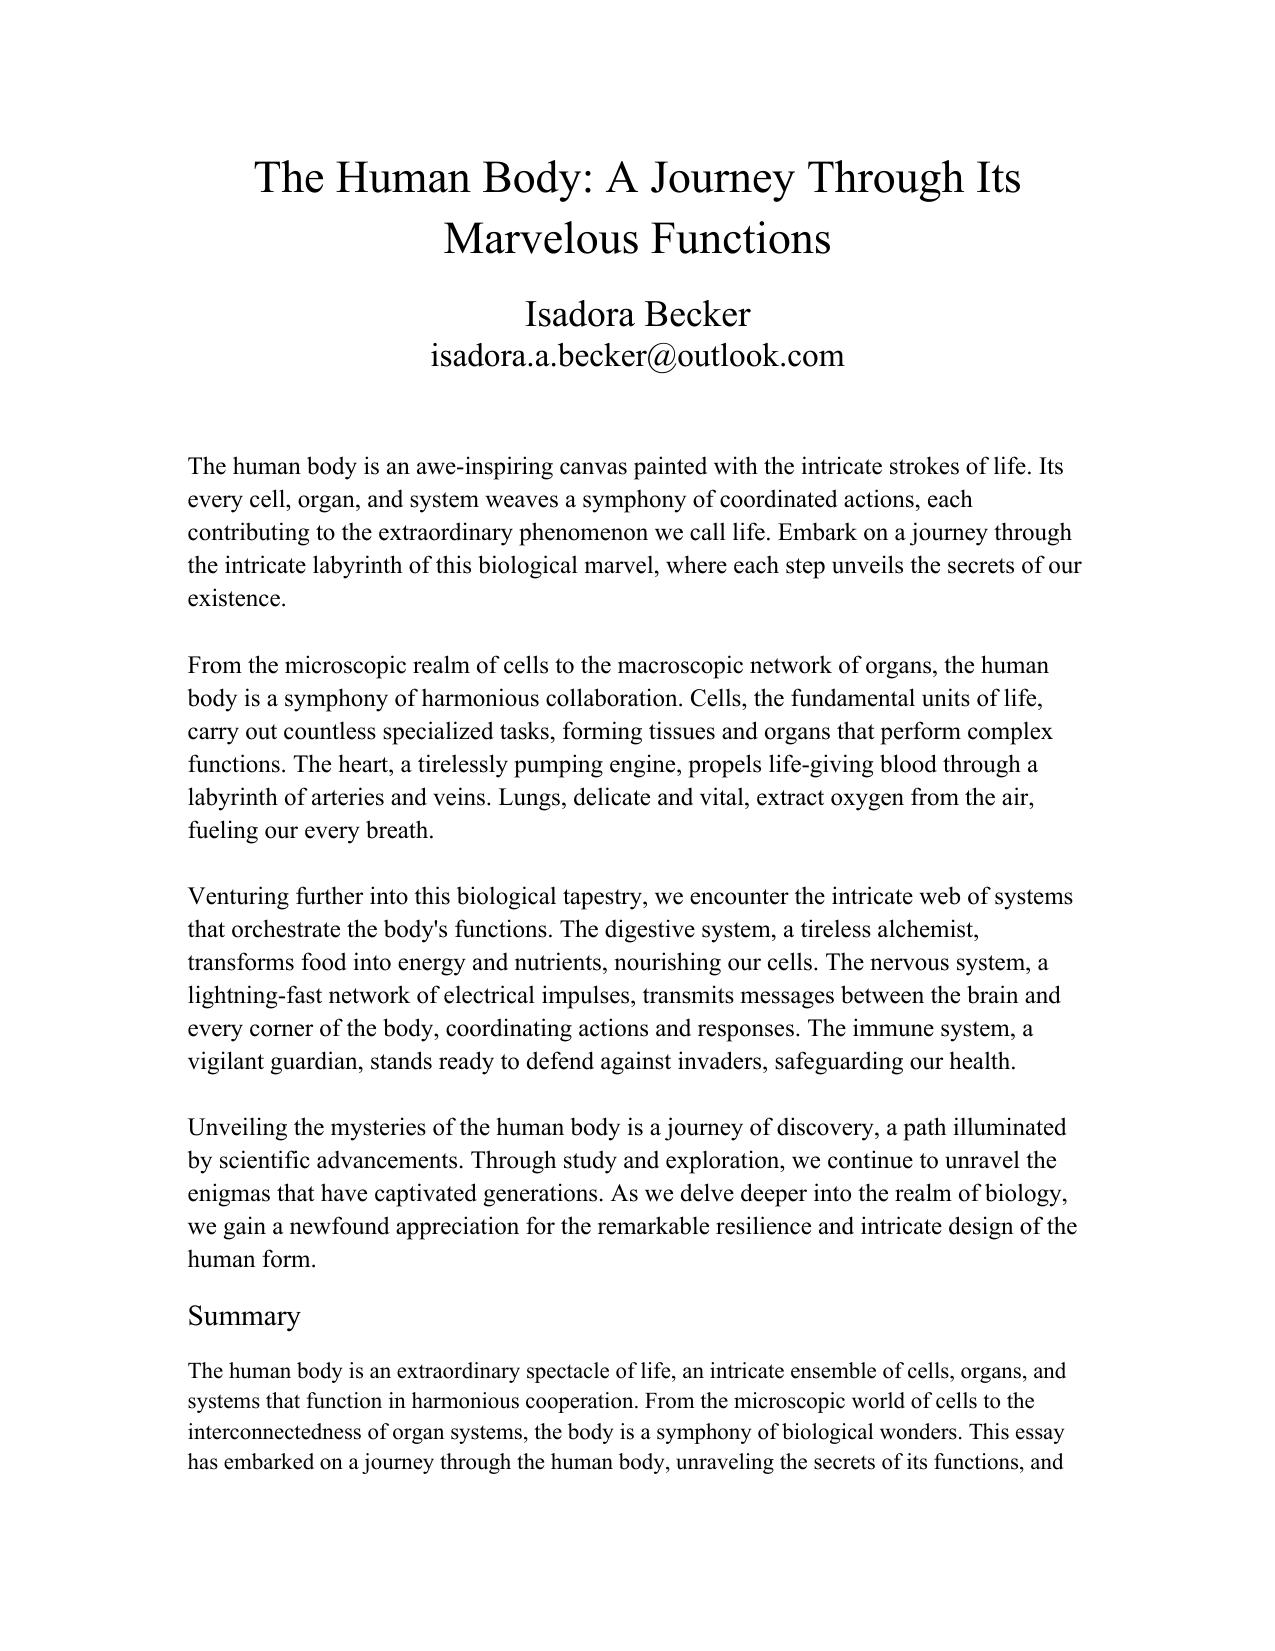 The Human Body: A Journey Through Its
Marvelous Functions
Isadora Becker
isadora.a.becker@outlook.com
The human body is an awe-inspiring canvas painted with the intricate strokes of life. Its
every cell, organ, and system weaves a symphony of coordinated actions, each
contributing to the extraordinary phenomenon we call life. Embark on a journey through
the intricate labyrinth of this biological marvel, where each step unveils the secrets of our
existence.
From the microscopic realm of cells to the macroscopic network of organs, the human
body is a symphony of harmonious collaboration. Cells, the fundamental units of life,
carry out countless specialized tasks, forming tissues and organs that perform complex
functions. The heart, a tirelessly pumping engine, propels life-giving blood through a
labyrinth of arteries and veins. Lungs, delicate and vital, extract oxygen from the air,
fueling our every breath.
Venturing further into this biological tapestry, we encounter the intricate web of systems
that orchestrate the body's functions. The digestive system, a tireless alchemist,
transforms food into energy and nutrients, nourishing our cells. The nervous system, a
lightning-fast network of electrical impulses, transmits messages between the brain and
every corner of the body, coordinating actions and responses. The immune system, a
vigilant guardian, stands ready to defend against invaders, safeguarding our health.
Unveiling the mysteries of the human body is a journey of discovery, a path illuminated
by scientific advancements. Through study and exploration, we continue to unravel the
enigmas that have captivated generations. As we delve deeper into the realm of biology,
we gain a newfound appreciation for the remarkable resilience and intricate design of the
human form.
Summary
The human body is an extraordinary spectacle of life, an intricate ensemble of cells, organs, and
systems that function in harmonious cooperation. From the microscopic world of cells to the
interconnectedness of organ systems, the body is a symphony of biological wonders. This essay
has embarked on a journey through the human body, unraveling the secrets of its functions, and